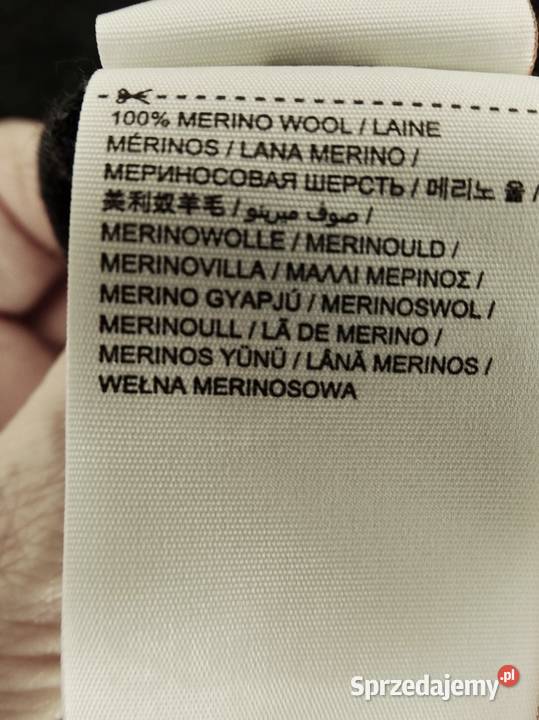 100% MERINO WOOL / LAINE
MÉRINOS / LANA MERINO /
МЕРИНОСОВАЯ ШЕРСТЬ / 메리노 울 /
美利奴羊毛 / صوف ميرينو /
MERINOWOLLE / MERINOULD /
MERINOVILLA / ΜΑΛΛΙ ΜΕΡΙΝΟΣ /
MERINO GYAPJÚ / MERINOSWOL /
MERINOULL / LÃ DE MERINO /
MERINOS YÜNÜ / LÂNĂ MERINOS /
WEŁNA MERINOSOWA
Sprzedajemy.pl